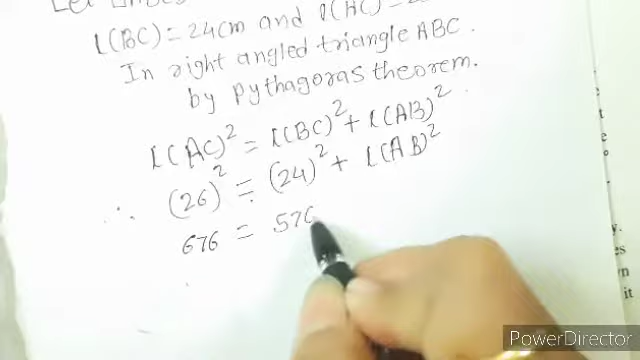 l(BC) = 24cm and l(AC) =
In right angled triangle ABC.
by Pythagoras theorem.
l(AC)² = l(BC)² + l(AB)²
∴ (26)² = (24)² + l(AB)²
676 = 576
PowerDirector